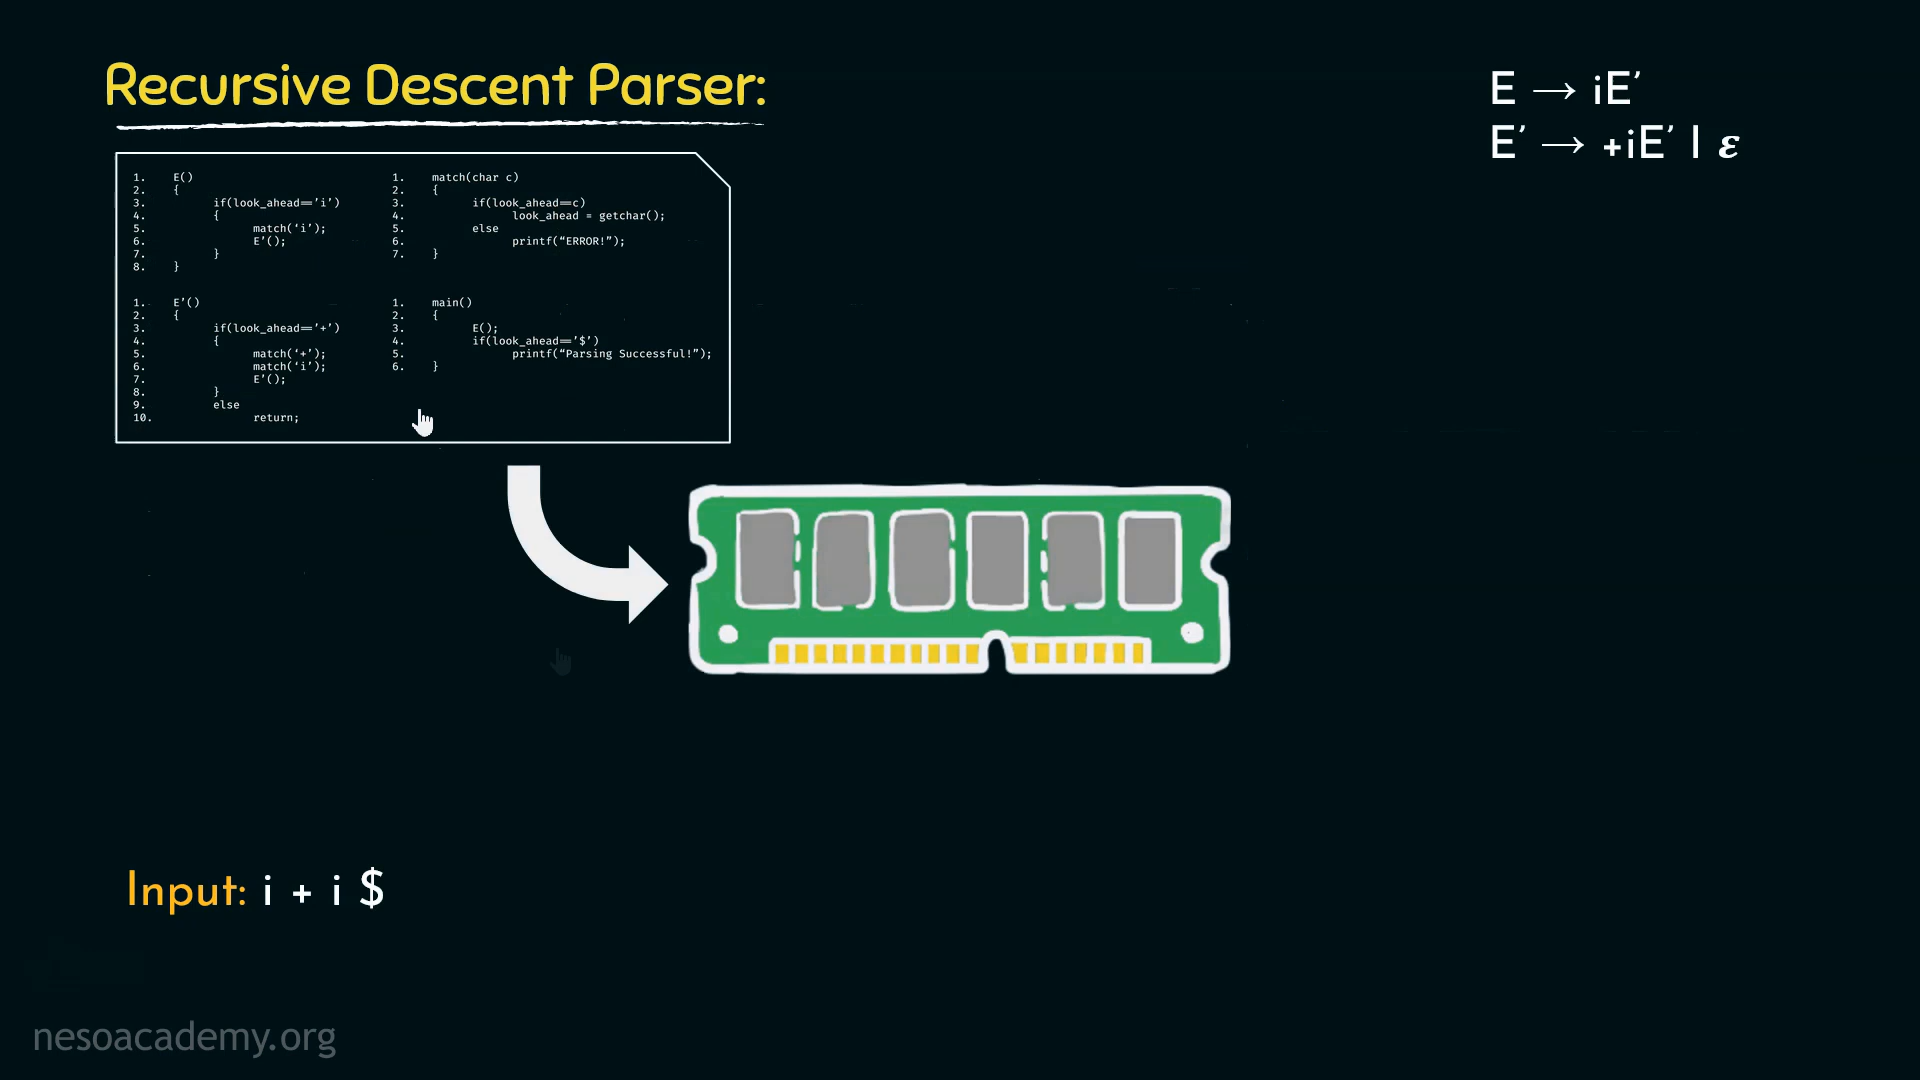 Recursive Descent Parser:
E → iE’
E’ → +iE’ | ε
1. E()
2. {
3. if(look_ahead=='i’)
4. {
5. match(‘i’);
6. E’();
7. }
8. }
1. match(char c)
2. {
3. if(look_ahead==c)
4. look_ahead = getchar();
5. else
6. printf(“ERROR!”);
7. }
1. E’()
2. {
3. if(look_ahead=='+’)
4. {
5. match(‘+’);
6. match(‘i’);
7. E’();
8. }
9. else
10. return;
1. main()
2. {
3. E();
4. if(look_ahead=='$’)
5. printf(“Parsing Successful!”);
6. }
Input: i + i $
nesoacademy.org